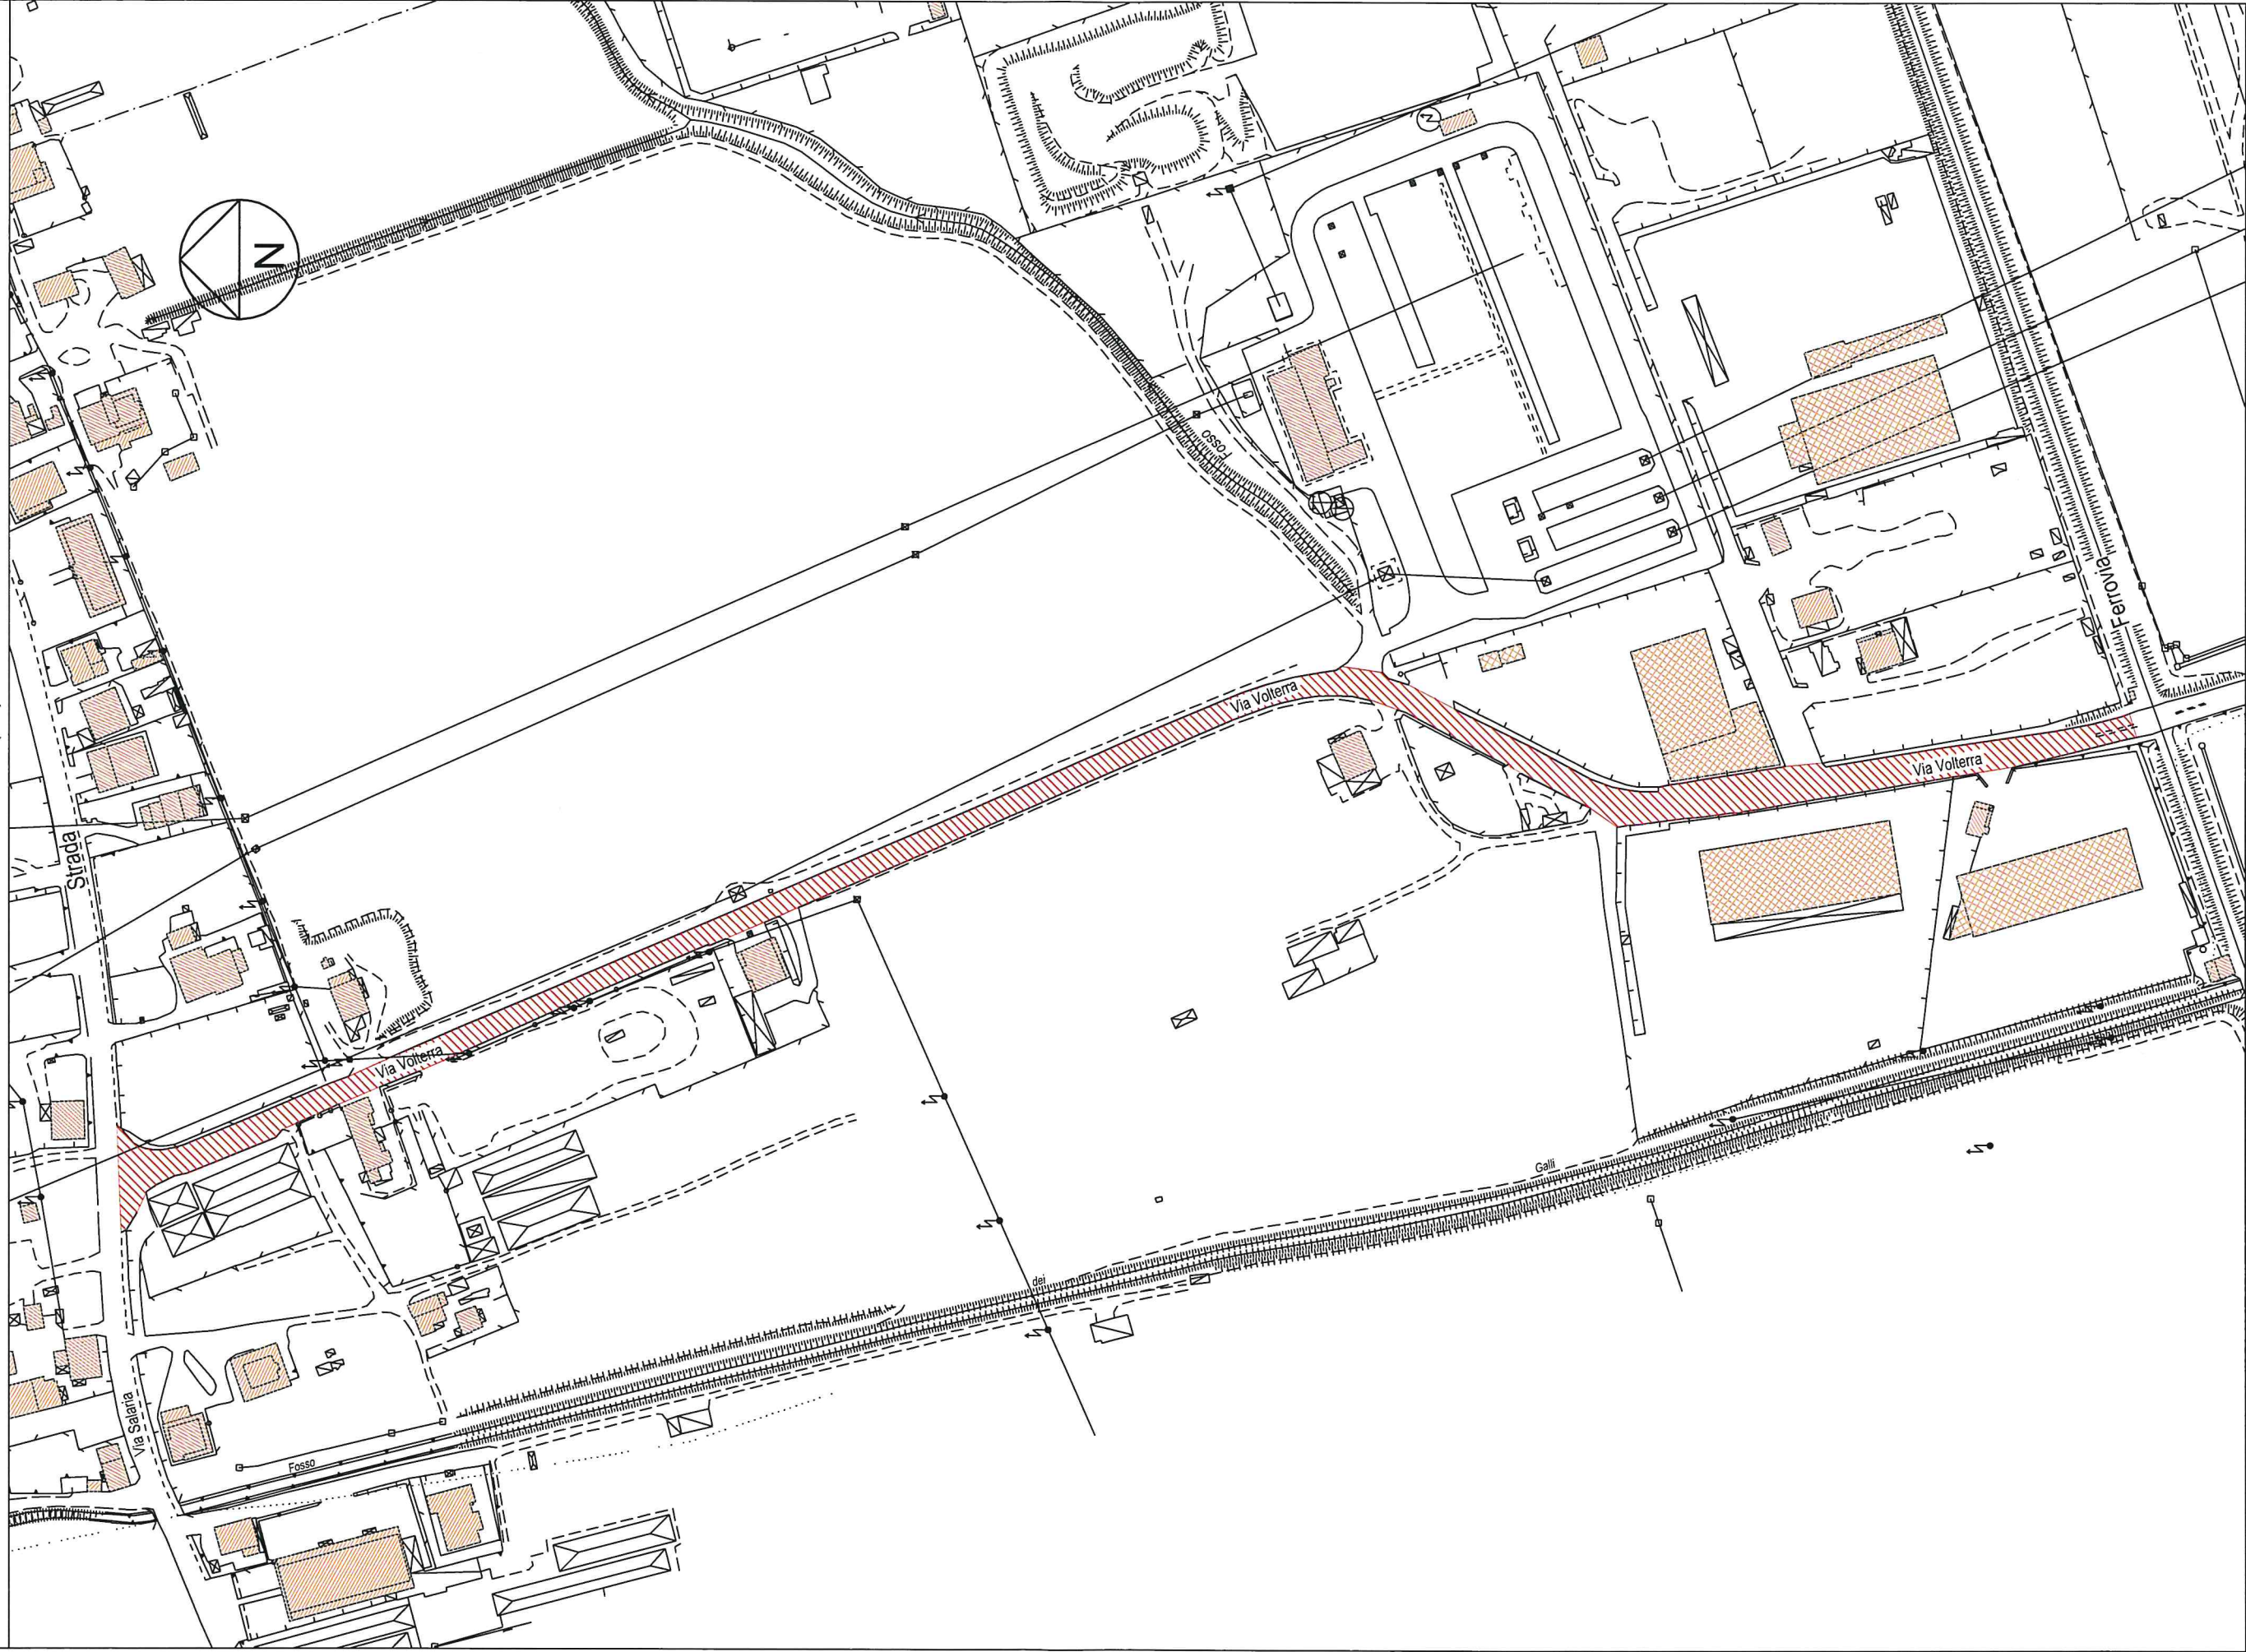 N
Fosso
Ferrovia
Via Volterra
Via Volterra
Strada
Via Volterra
Galli
dei
Via Salaria
Fosso